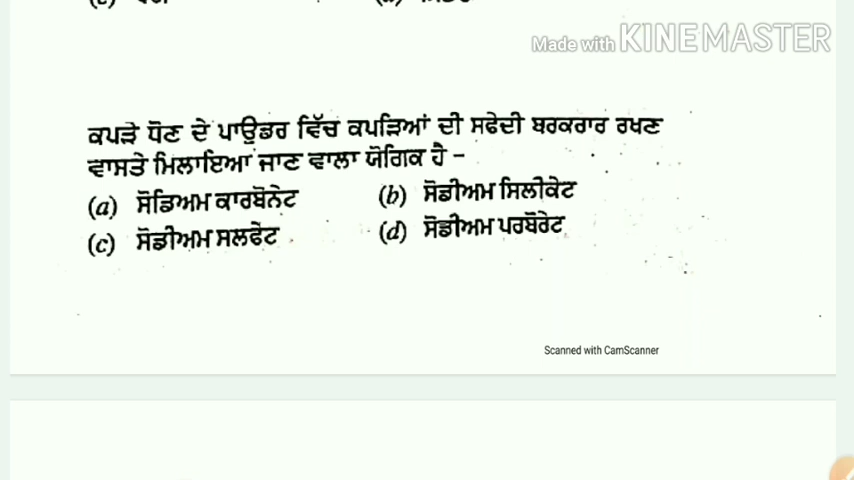 Made with KINEMASTER
ਕਪੜੇ ਧੋਣ ਦੇ ਪਾਊਡਰ ਵਿੱਚ ਕਪੜਿਆਂ ਦੀ ਸਫੇਦੀ ਬਰਕਰਾਰ ਰਖਣ
ਵਾਸਤੇ ਮਿਲਾਇਆ ਜਾਣ ਵਾਲਾ ਯੋਗਿਕ ਹੈ –
(a) ਸੋਡਿਅਮ ਕਾਰਬੋਨੇਟ (b) ਸੋਡੀਅਮ ਸਿਲੀਕੇਟ
(c) ਸੋਡੀਅਮ ਸਲਫੇਟ (d) ਸੋਡੀਅਮ ਪਰਬੋਰੇਟ
Scanned with CamScanner